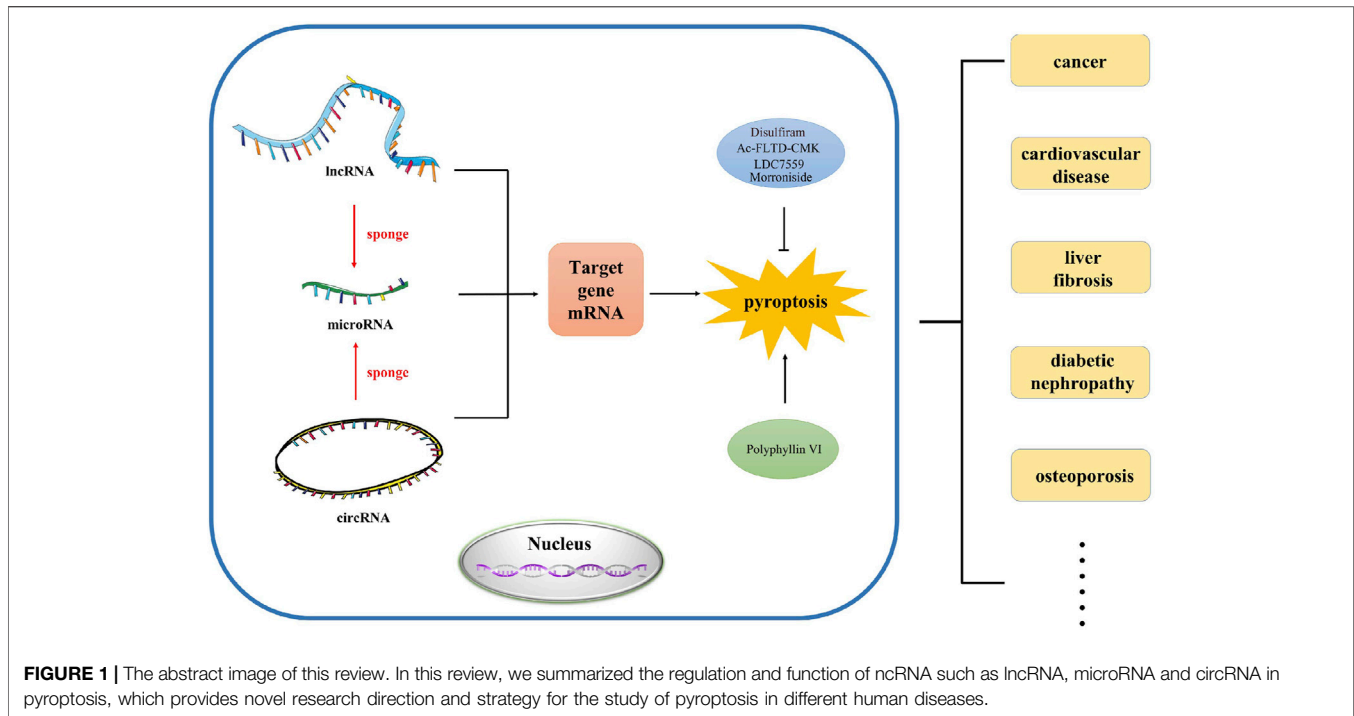 lncRNA
sponge
microRNA
sponge
circRNA
Target
gene
mRNA
Disulfiram
Ac-FLTD-CMK
LDC7559
Morroniside
pyroptosis
Polyphyllin VI
Nucleus
cancer
cardiovascular
disease
liver
fibrosis
diabetic
nephropathy
osteoporosis
FIGURE 1 | The abstract image of this review. In this review, we summarized the regulation and function of ncRNA such as lncRNA, microRNA and circRNA in
pyroptosis, which provides novel research direction and strategy for the study of pyroptosis in different human diseases.